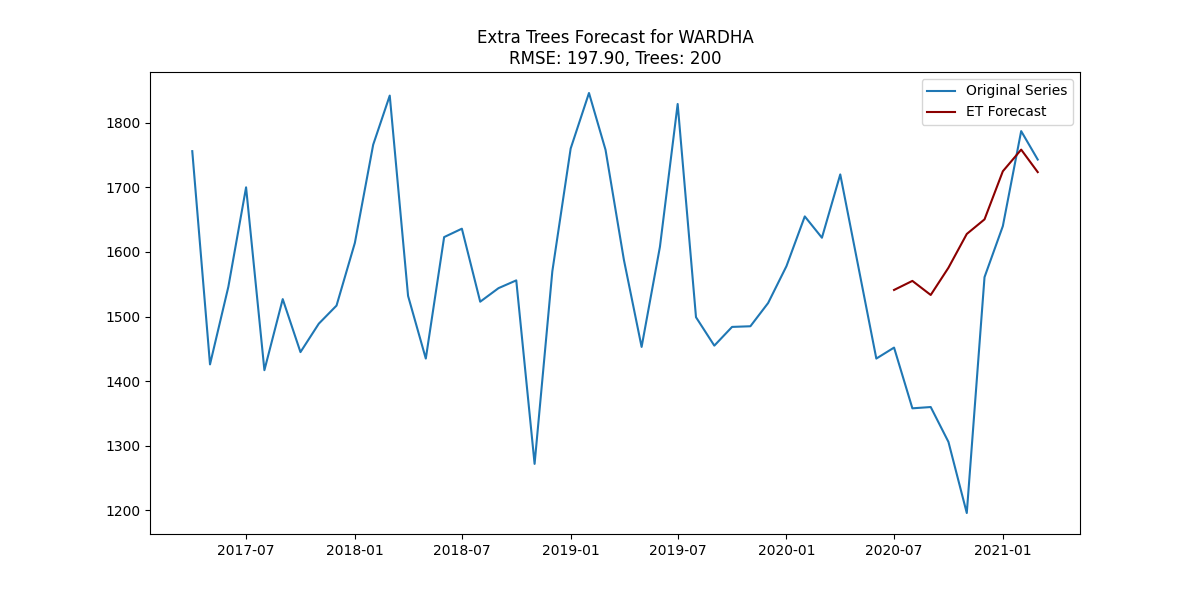 Extra Trees Forecast for WARDHA
RMSE: 197.90, Trees: 200
Original Series
ET Forecast
1800
1700
1600
1500
1400
1300
1200
2017-07 2018-01 2018-07 2019-01 2019-07 2020-01 2020-07 2021-01